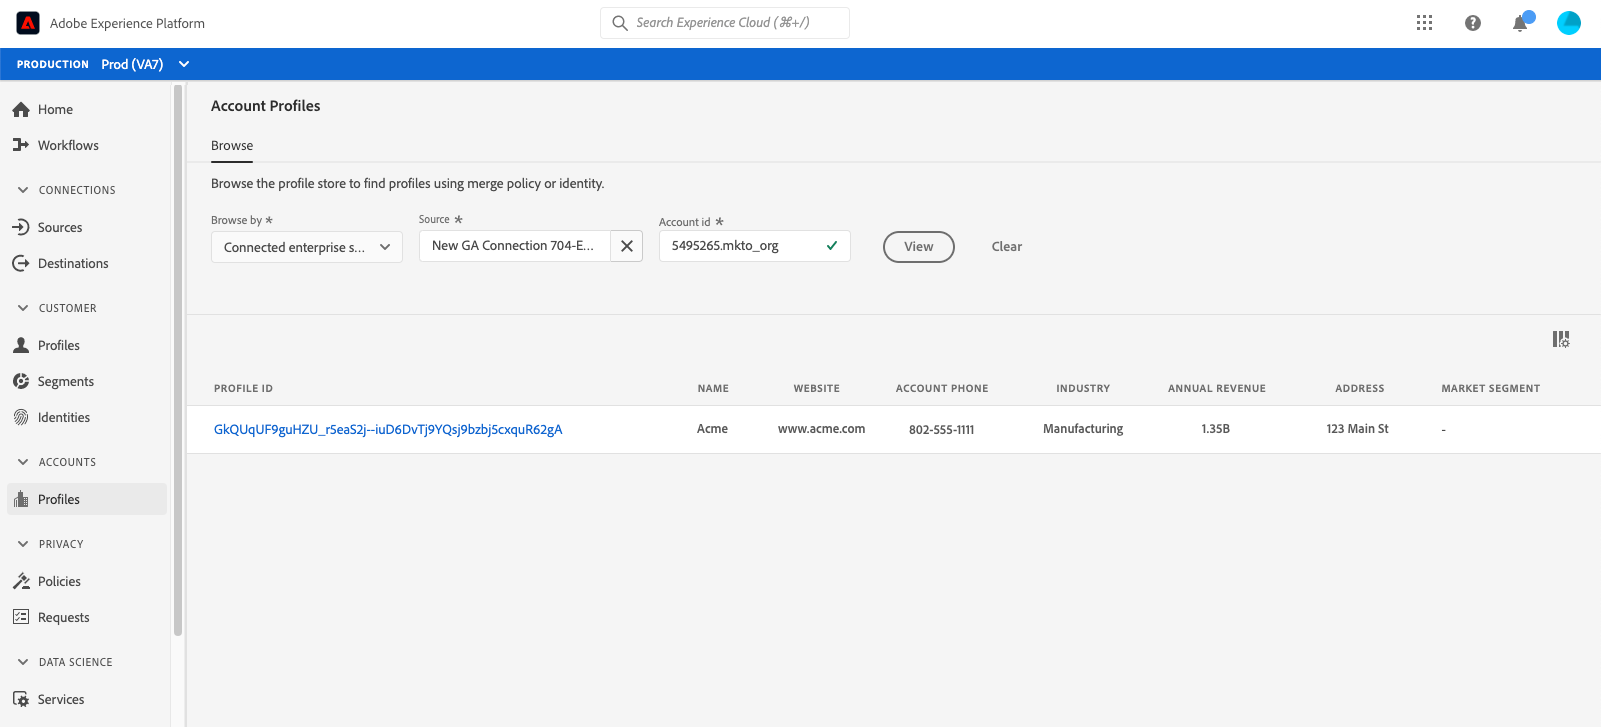 Adobe Experience Platform
Search Experience Cloud (⌘+/)
PRODUCTION Prod (VA7)
Home
Workflows
CONNECTIONS
Sources
Destinations
CUSTOMER
Profiles
Segments
Identities
ACCOUNTS
Profiles
PRIVACY
Policies
Requests
DATA SCIENCE
Services
Account Profiles
Browse
Browse the profile store to find profiles using merge policy or identity.
Browse by * Source * Account id *
Connected enterprise s... New GA Connection 704-E... 5495265.mkto_org View Clear
PROFILE ID NAME WEBSITE ACCOUNT PHONE INDUSTRY ANNUAL REVENUE ADDRESS MARKET SEGMENT
GkQUqUF9guHZU_r5eaS2j--iuD6DvTj9YQsj9bzbj5cxquR62gA Acme www.acme.com 802-555-1111 Manufacturing 1.35B 123 Main St -